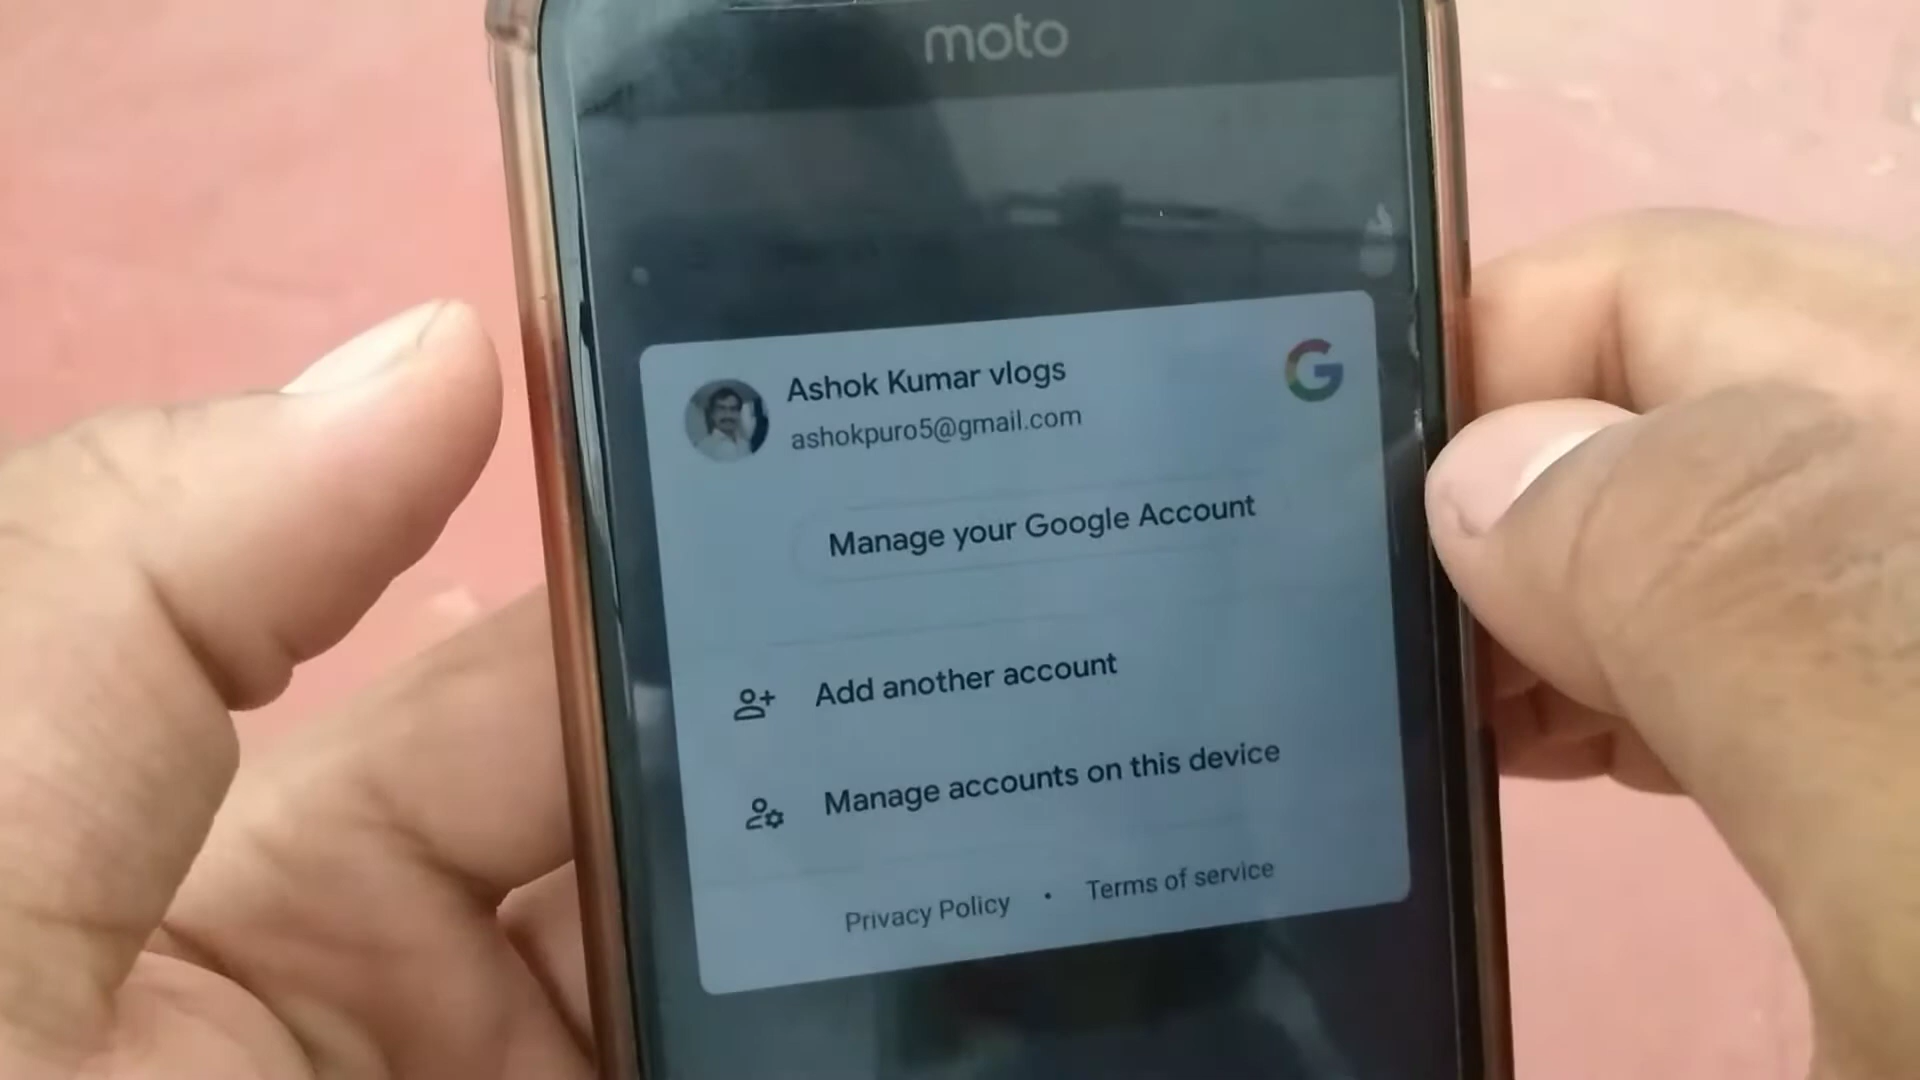 moto
Ashok Kumar vlogs
ashokpuro5@gmail.com
Manage your Google Account
Add another account
Manage accounts on this device
Privacy Policy • Terms of service